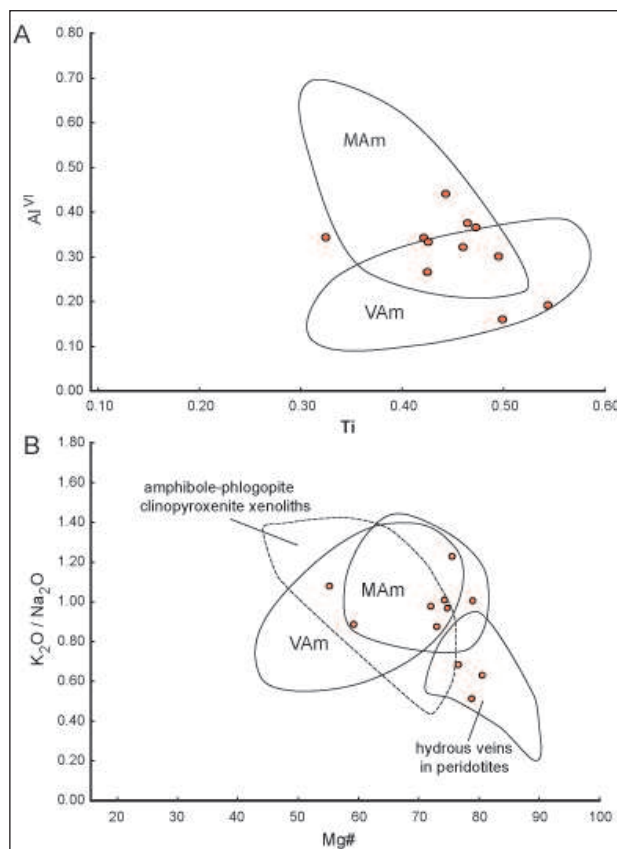 A
0.80
0.70
0.60
0.50
0.40
0.30
0.20
0.10
0.00
Al^VI
MAm
VAm
0.10 0.20 0.30 0.40 0.50 0.60
Ti
B
1.80
1.60
1.40
1.20
1.00
0.80
0.60
0.40
0.20
0.00
K₂O / Na₂O
amphibole-phlogopite
clinopyroxenite xenoliths
MAm
VAm
hydrous veins
in peridotites
20 30 40 50 60 70 80 90 100
Mg#